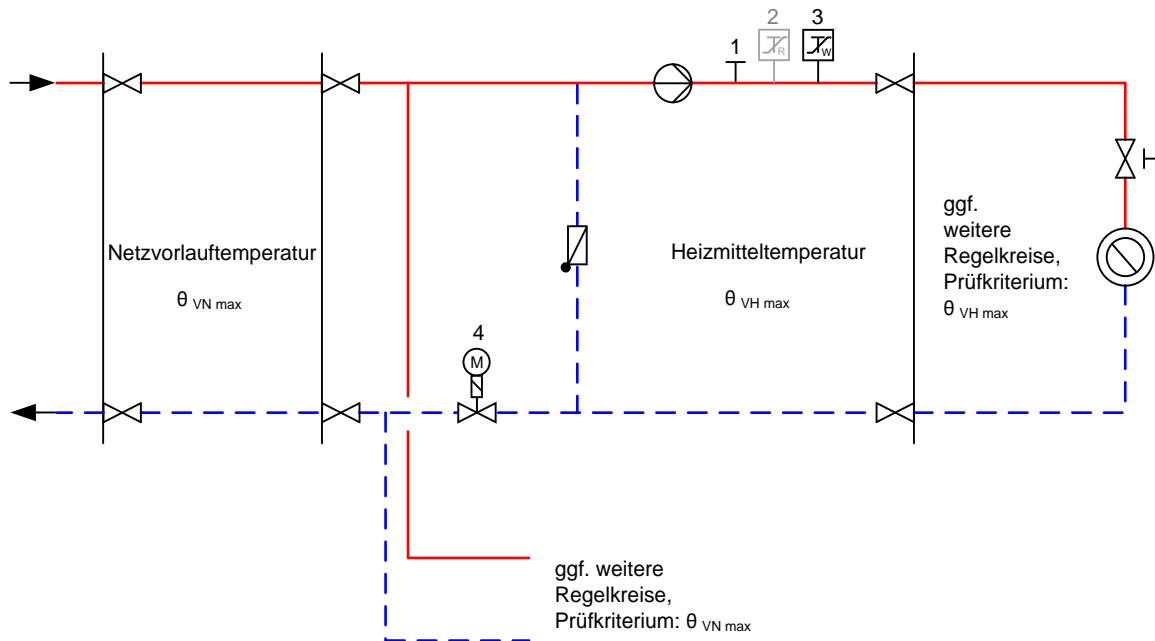 1
2
3
R
W
Netzvorlauftemperatur
θ VN max
Heizmitteltemperatur
θ VH max
ggf.
weitere
Regelkreise,
Prüfkriterium:
θ VH max
4
M
ggf. weitere
Regelkreise,
Prüfkriterium: θ VN max